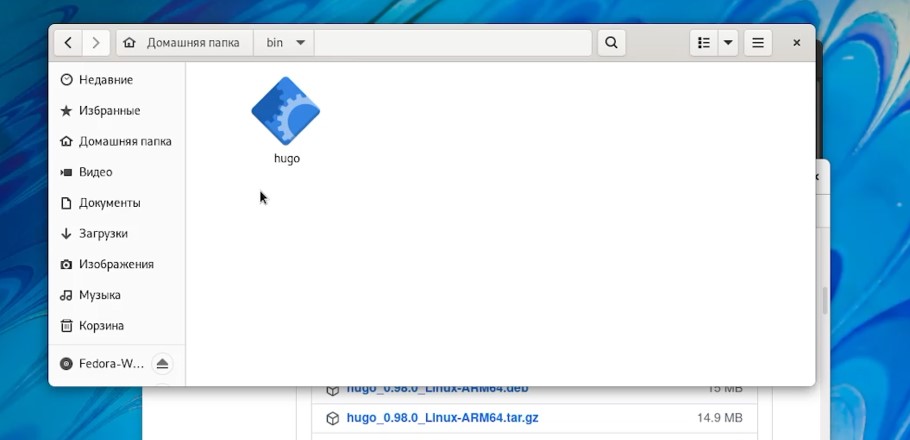 Домашняя папка bin
Недавние
Избранные
Домашняя папка
Видео
Документы
Загрузки
Изображения
Музыка
Корзина
Fedora-W...
hugo
hugo_0.98.0_Linux-ARM64.deb 15 MB
hugo_0.98.0_Linux-ARM64.tar.gz 14.9 MB